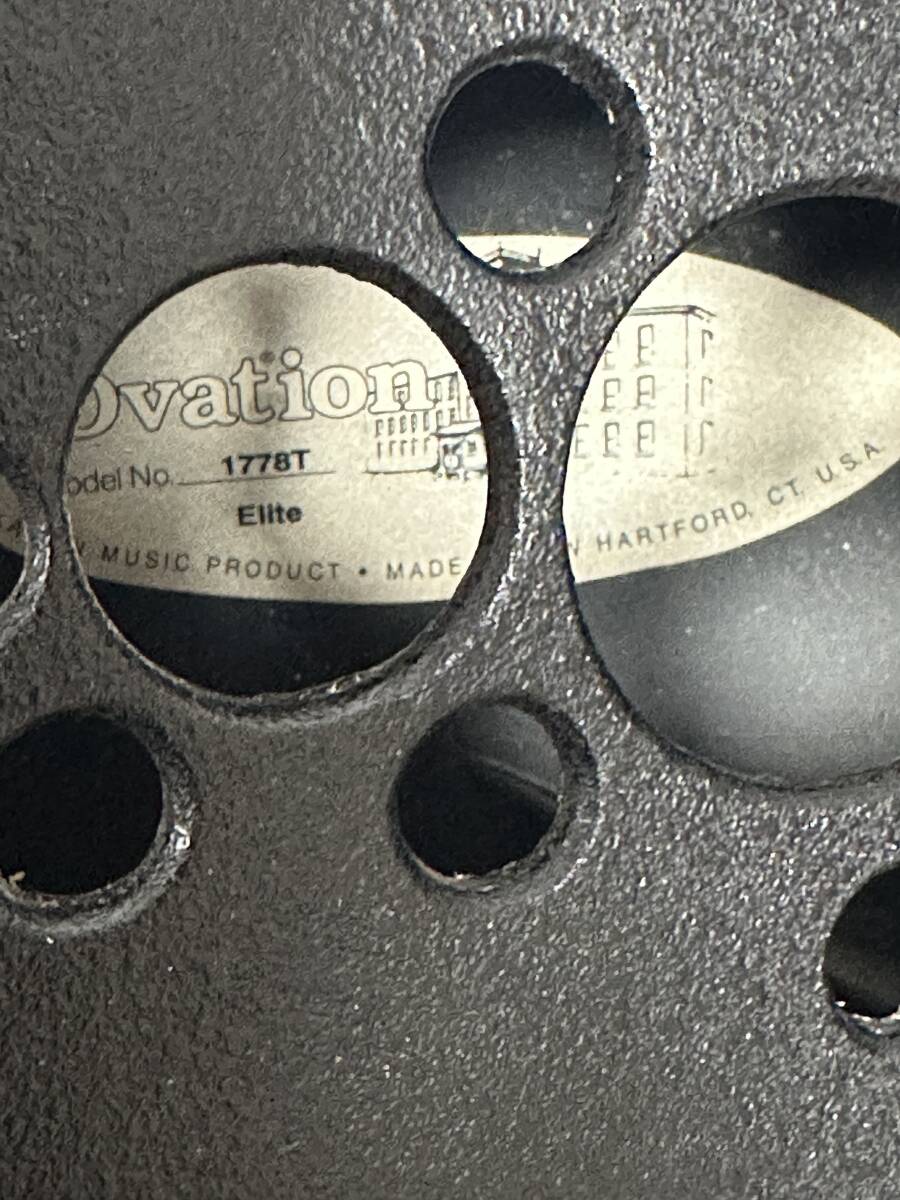 Ovation®
odel No. 1778T
Elite
MUSIC PRODUCT • MADE HARTFORD, CT. U.S.A.